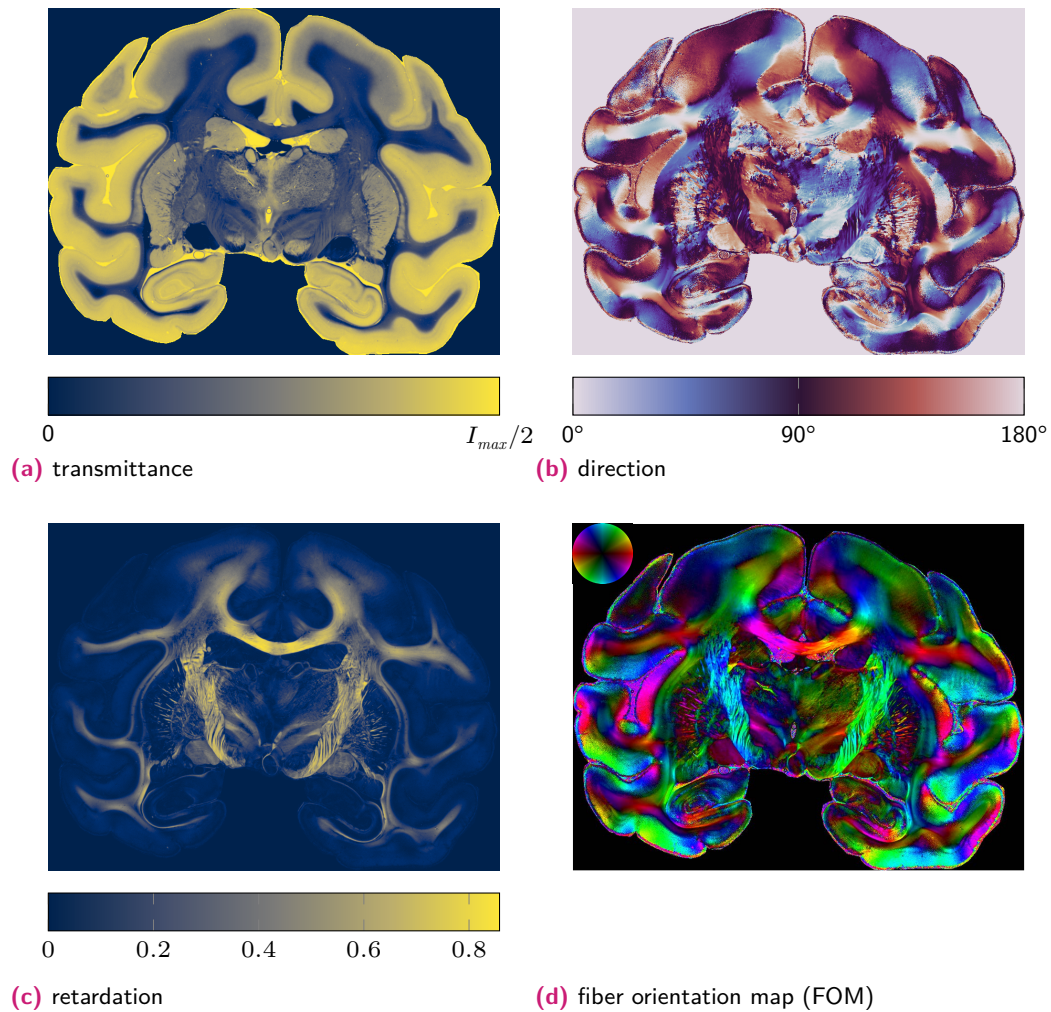 0
I_max/2
(a) transmittance
0°
90°
180°
(b) direction
0
0.2
0.4
0.6
0.8
(c) retardation
(d) fiber orientation map (FOM)